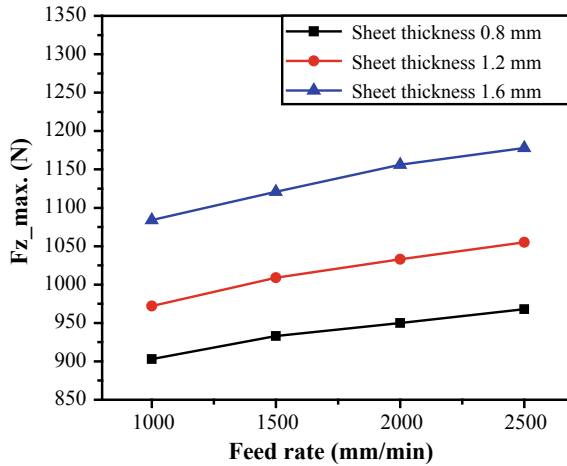 1350
1300
1250
1200
1150
1100
1050
1000
950
900
850
Fz_max. (N)
Sheet thickness 0.8 mm
Sheet thickness 1.2 mm
Sheet thickness 1.6 mm
1000 1500 2000 2500
Feed rate (mm/min)